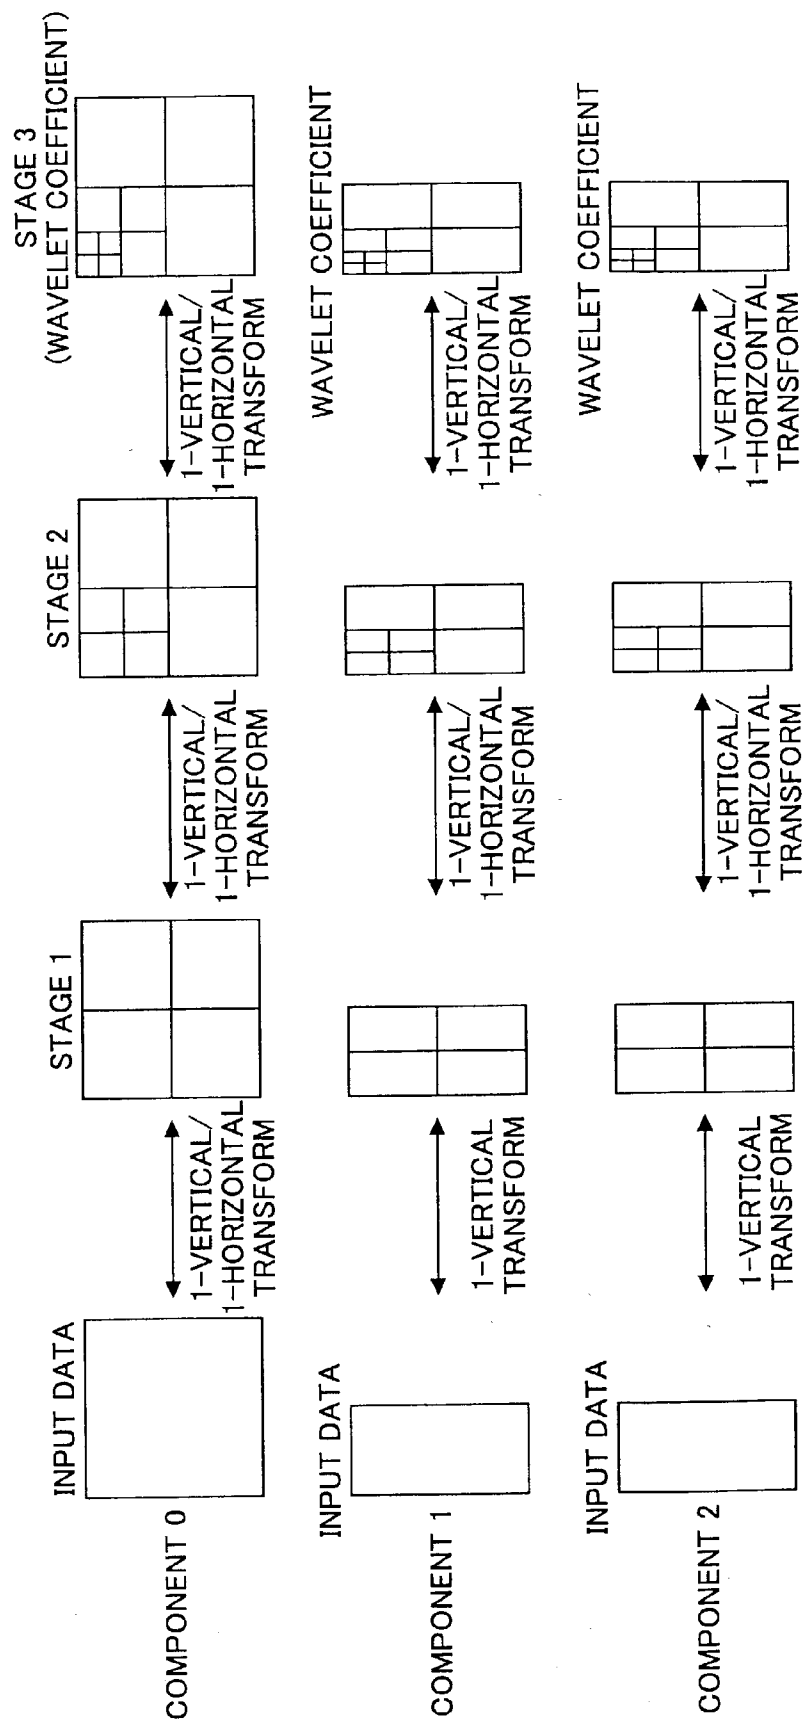 STAGE 1
STAGE 2
STAGE 3
(WAVELET COEFFICIENT)
INPUT DATA
COMPONENT 0
1-VERTICAL/
1-HORIZONTAL
TRANSFORM
1-VERTICAL/
1-HORIZONTAL
TRANSFORM
1-VERTICAL/
1-HORIZONTAL
TRANSFORM
INPUT DATA
WAVELET COEFFICIENT
COMPONENT 1
1-VERTICAL
TRANSFORM
1-VERTICAL/
1-HORIZONTAL
TRANSFORM
1-VERTICAL/
1-HORIZONTAL
TRANSFORM
INPUT DATA
WAVELET COEFFICIENT
COMPONENT 2
1-VERTICAL
TRANSFORM
1-VERTICAL/
1-HORIZONTAL
TRANSFORM
1-VERTICAL/
1-HORIZONTAL
TRANSFORM